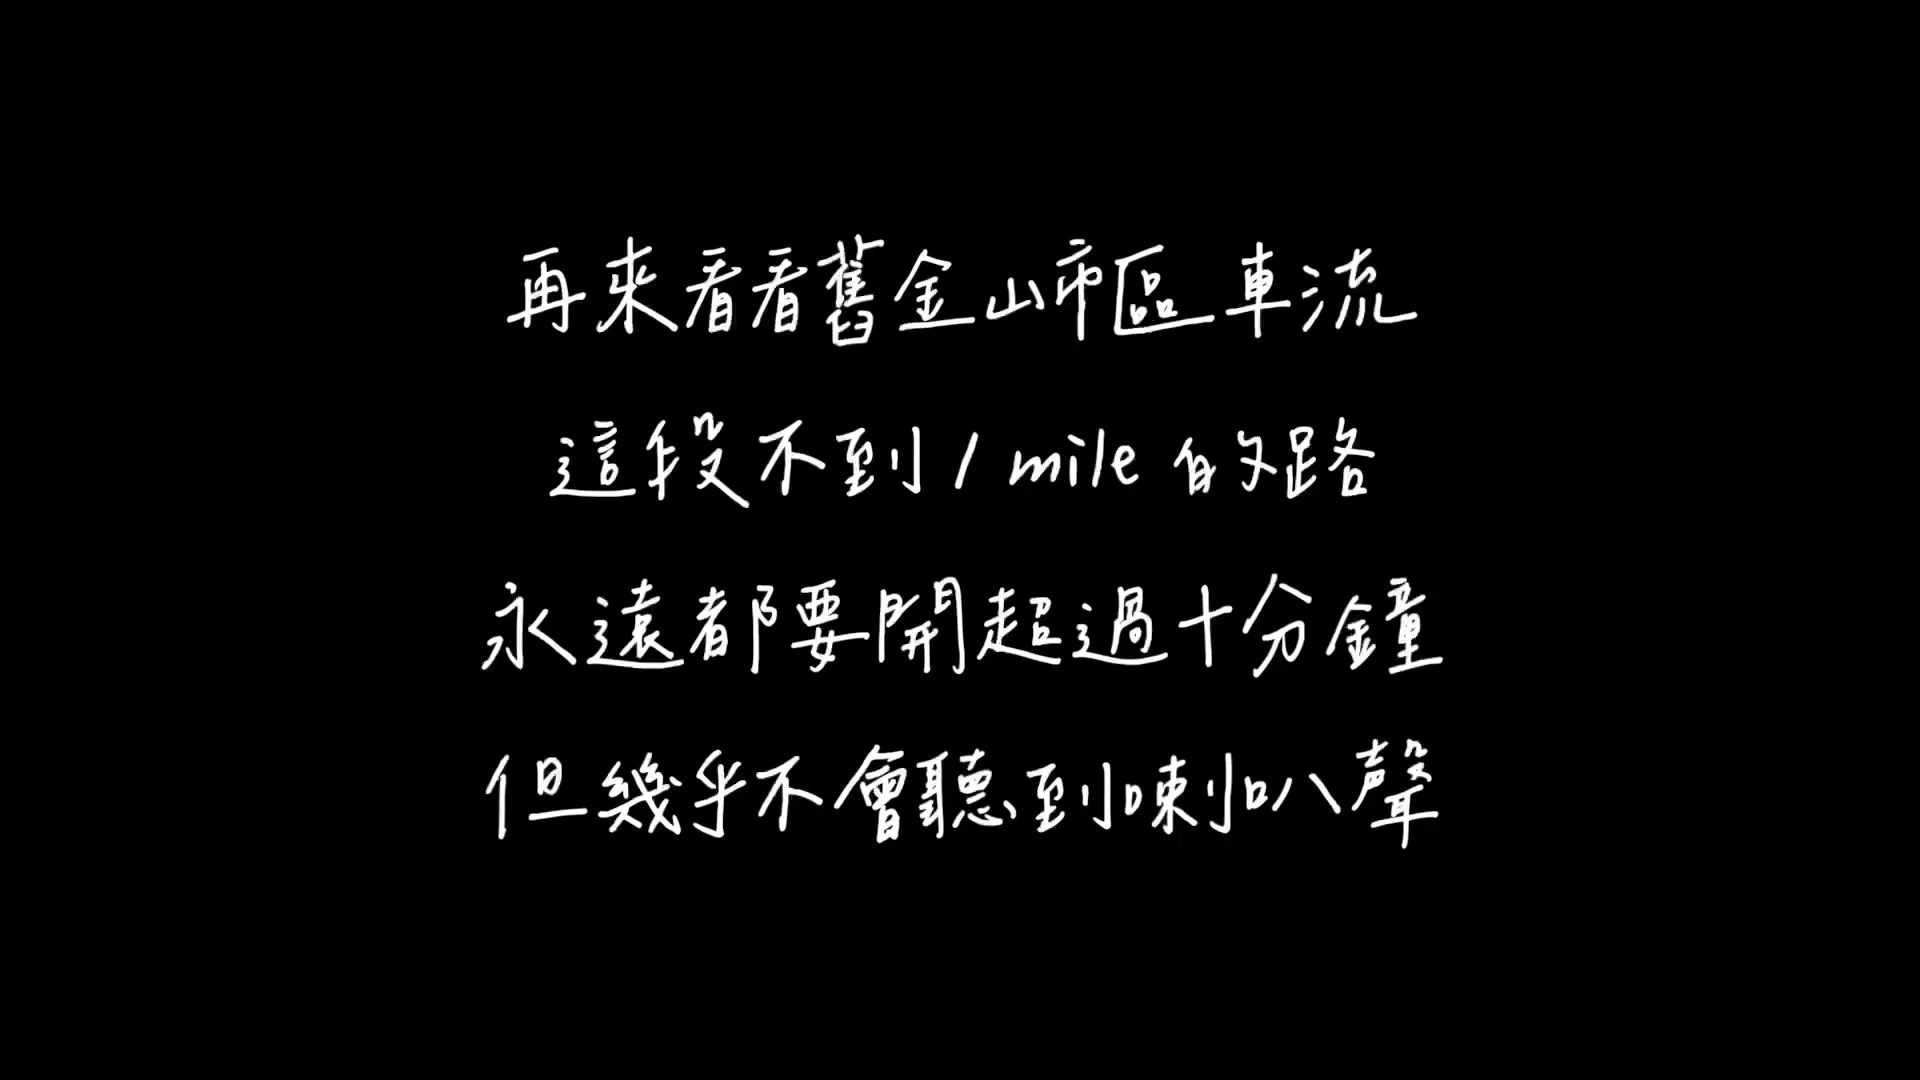 再來看看舊金山市區車流
這段不到1mile的路
永遠都要開超過十分鐘
但幾乎不會聽到喇叭聲